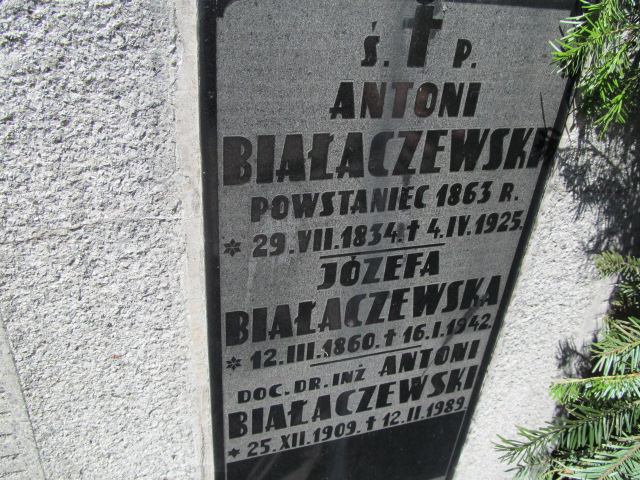 Ś. P.
ANTONI
BIAŁACZEWSKI
POWSTANIEC 1863 R.
* 29.VII.1834. † 4.IV.1925.
JÓZEFA
BIAŁACZEWSKA
* 12.III.1860. † 16.I.1942.
DOC. DR. INŻ ANTONI
BIAŁACZEWSKI
* 25.XII.1909. † 12.II.1989.